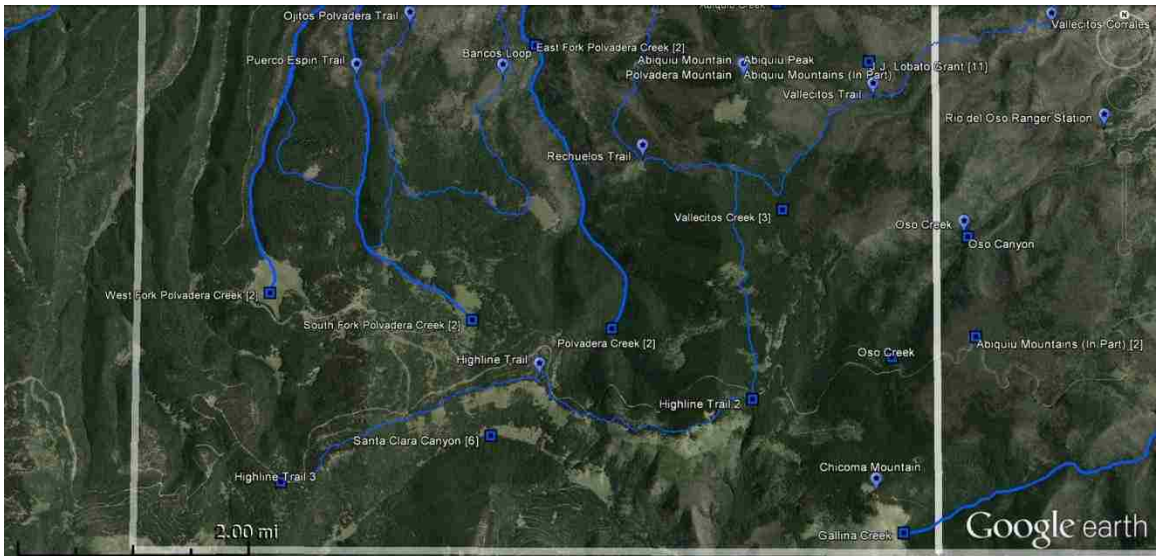 Ojitos Polvadera Trail
Abiquiu Creek
Vallecitos Corrales
N
East Fork Polvadera Creek [2]
Bancos Loop
Puerco Espin Trail
Abiquiu Mountain
Abiquiu Peak
J. J. Lobato Grant [11]
Polvadera Mountain
Abiquiu Mountains (In Part)
Vallecitos Trail
Rio del Oso Ranger Station
Rechuelos Trail
Vallecitos Creek [3]
Oso Creek
Oso Canyon
West Fork Polvadera Creek [2]
South Fork Polvadera Creek [2]
Polvadera Creek [2]
Abiquiu Mountains (In Part) [2]
Oso Creek
Highline Trail
Highline Trail 2
Santa Clara Canyon [6]
Chicoma Mountain
Highline Trail 3
2.00 mi
Gallina Creek
Google earth